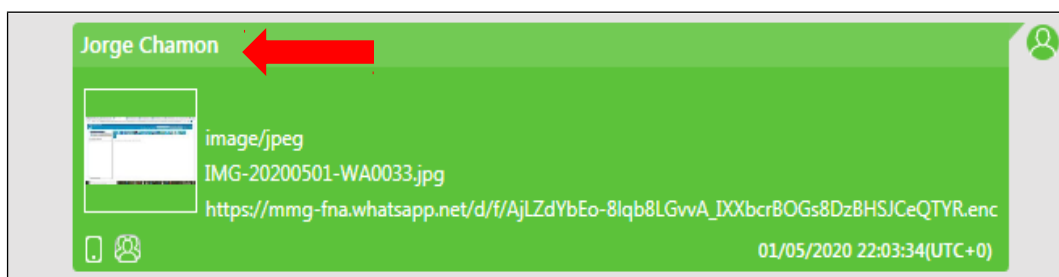 Jorge Chamon
image/jpeg
IMG-20200501-WA0033.jpg
https://mmg-fna.whatsapp.net/d/f/AjLZdYbEo-8lqb8LGvvA_IXXbcrBOGs8DzBHSJCeQTYR.enc
01/05/2020 22:03:34(UTC+0)